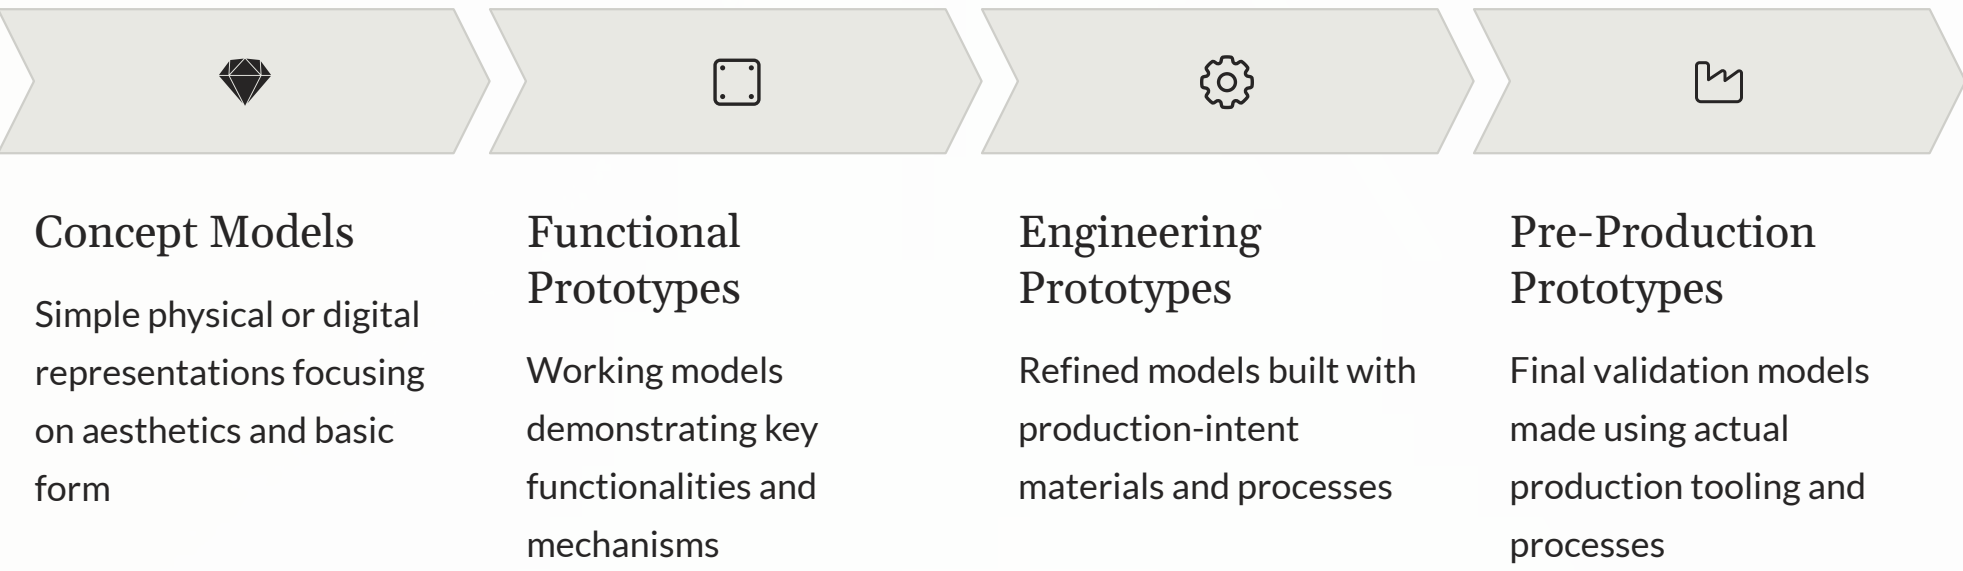 Concept Models
Simple physical or digital
representations focusing
on aesthetics and basic
form
Functional
Prototypes
Working models
demonstrating key
functionalities and
mechanisms
Engineering
Prototypes
Refined models built with
production-intent
materials and processes
Pre-Production
Prototypes
Final validation models
made using actual
production tooling and
processes